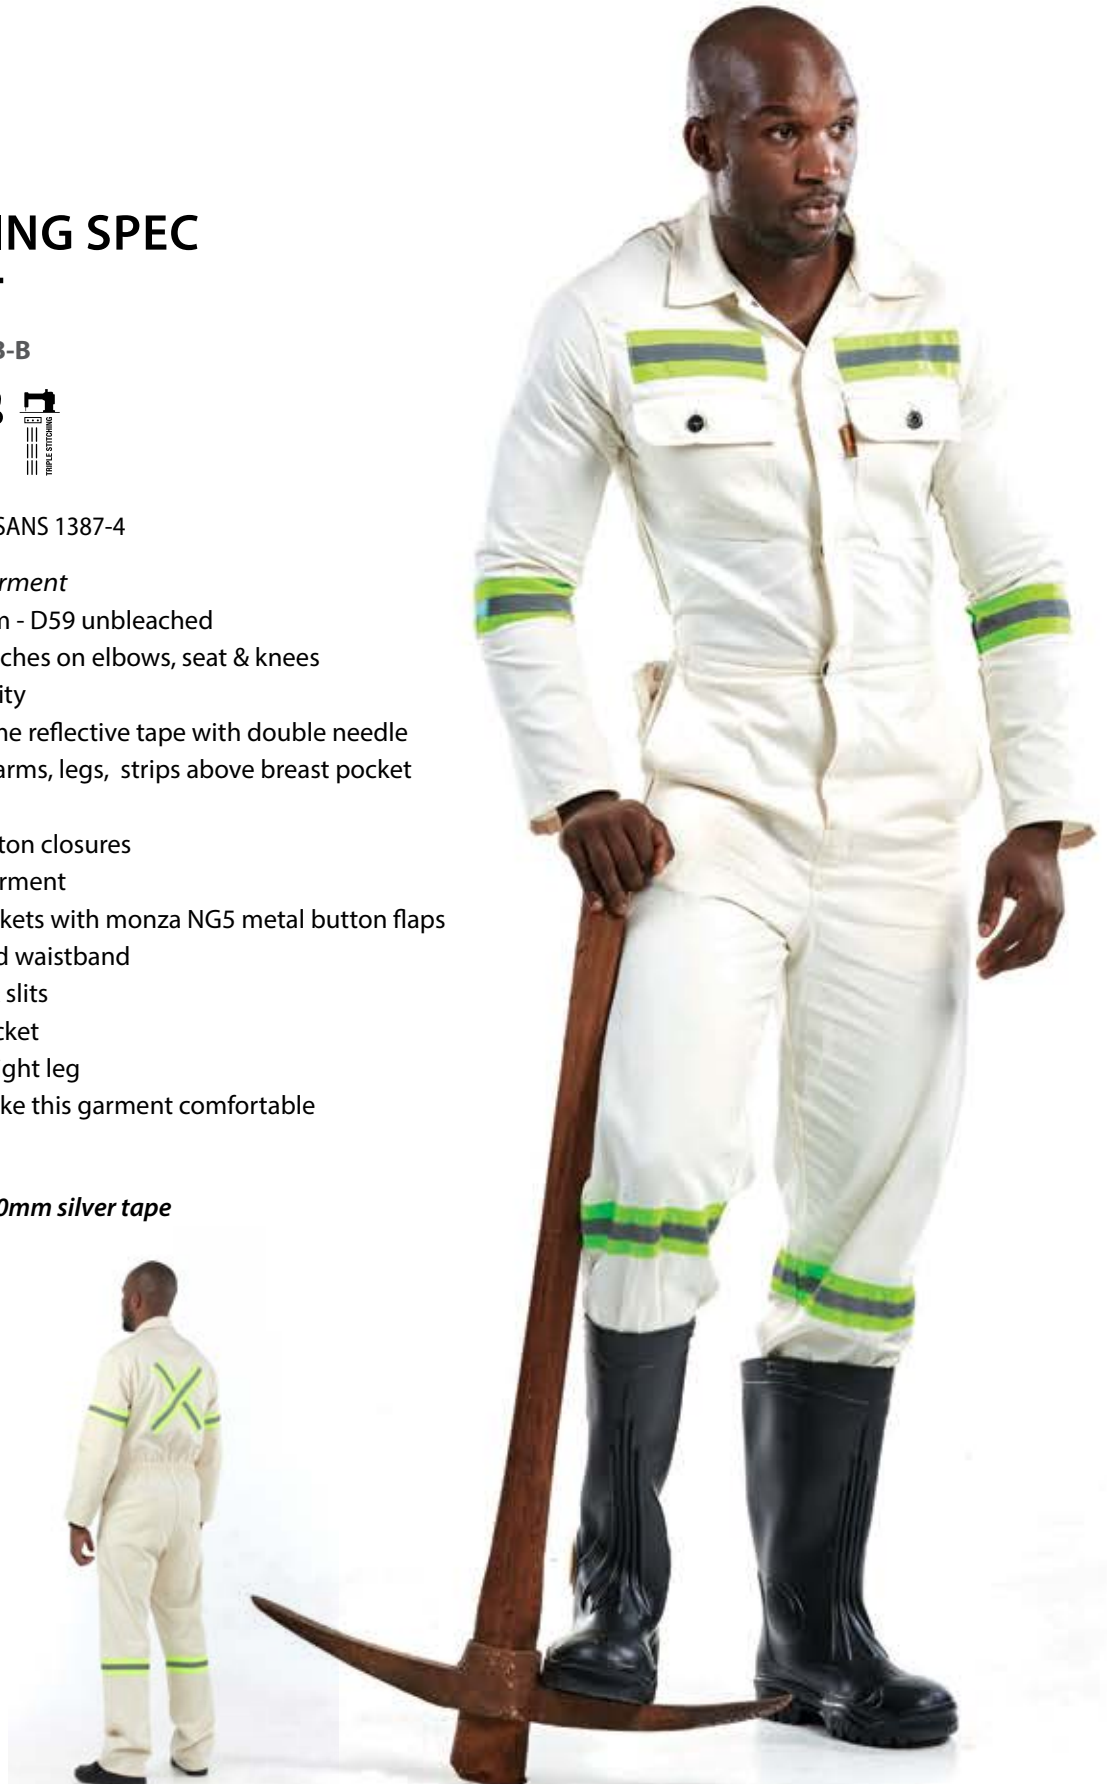 ING SPEC
3-B
TRIPLE STITCHING
SANS 1387-4
rment
n - D59 unbleached
ches on elbows, seat & knees
ity
ne reflective tape with double needle
arms, legs, strips above breast pocket
ton closures
rment
kets with monza NG5 metal button flaps
d waistband
slits
cket
ght leg
ke this garment comfortable
0mm silver tape